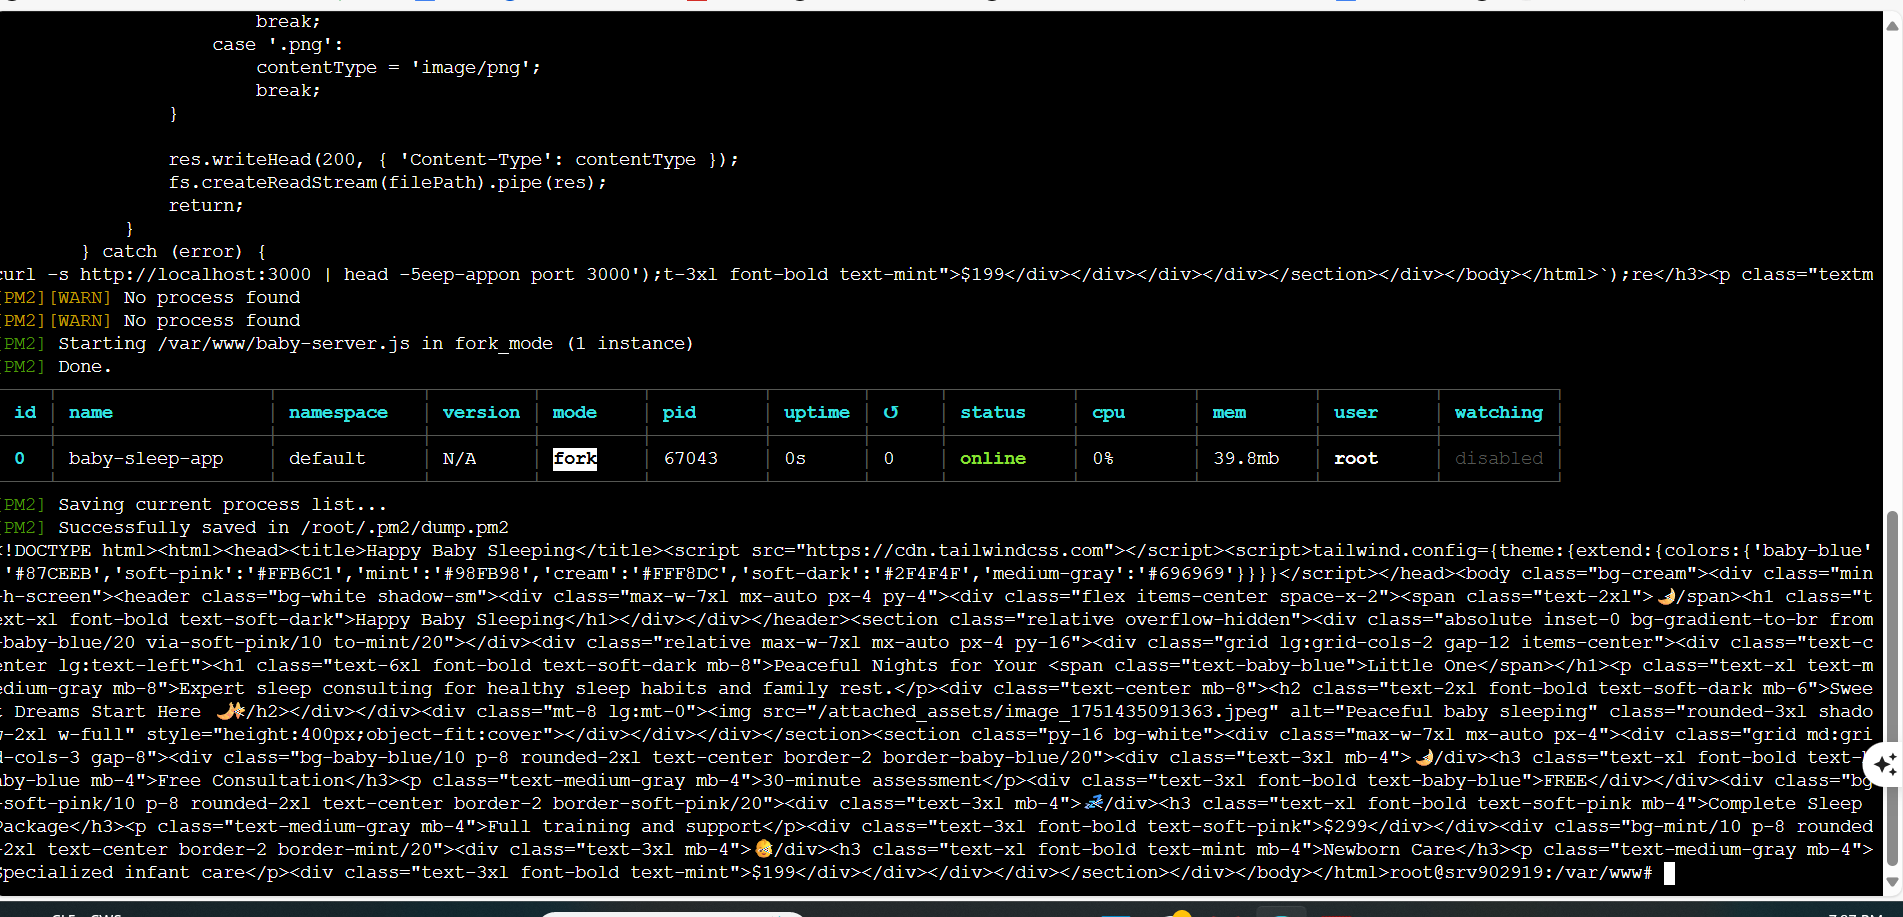 break;
case '.png':
contentType = 'image/png';
break;
}
res.writeHead(200, { 'Content-Type': contentType });
fs.createReadStream(filePath).pipe(res);
return;
}
} catch (error) {
curl -s http://localhost:3000 | head -5eep-appon port 3000');t-3xl font-bold text-mint">$199</div></div></div></div></section></div></body></html>`);re</h3><p class="textm
[PM2][WARN] No process found
[PM2][WARN] No process found
[PM2] Starting /var/www/baby-server.js in fork_mode (1 instance)
[PM2] Done.
id name namespace version mode pid uptime ↺ status cpu mem user watching
0 baby-sleep-app default N/A fork 67043 0s 0 online 0% 39.8mb root disabled
[PM2] Saving current process list...
[PM2] Successfully saved in /root/.pm2/dump.pm2
<!DOCTYPE html><html><head><title>Happy Baby Sleeping</title><script src="https://cdn.tailwindcss.com"></script><script>tailwind.config={theme:{extend:{colors:{'baby-blue'
'#87CEEB','soft-pink':'#FFB6C1','mint':'#98FB98','cream':'#FFF8DC','soft-dark':'#2F4F4F','medium-gray':'#696969'}}}}</script></head><body class="bg-cream"><div class="min
-h-screen"><header class="bg-white shadow-sm"><div class="max-w-7xl mx-auto px-4 py-4"><div class="flex items-center space-x-2"><span class="text-2xl">🌙/span><h1 class="t
ext-xl font-bold text-soft-dark">Happy Baby Sleeping</h1></div></div></header><section class="relative overflow-hidden"><div class="absolute inset-0 bg-gradient-to-br from
-baby-blue/20 via-soft-pink/10 to-mint/20"></div><div class="relative max-w-7xl mx-auto px-4 py-16"><div class="grid lg:grid-cols-2 gap-12 items-center"><div class="text-c
enter lg:text-left"><h1 class="text-6xl font-bold text-soft-dark mb-8">Peaceful Nights for Your <span class="text-baby-blue">Little One</span></h1><p class="text-xl text-m
edium-gray mb-8">Expert sleep consulting for healthy sleep habits and family rest.</p><div class="text-center mb-8"><h2 class="text-2xl font-bold text-soft-dark mb-6">Swee
t Dreams Start Here 🌙✨/h2></div></div><div class="mt-8 lg:mt-0"><img src="/attached_assets/image_1751435091363.jpeg" alt="Peaceful baby sleeping" class="rounded-3xl shado
w-2xl w-full" style="height:400px;object-fit:cover"></div></div></div></section><section class="py-16 bg-white"><div class="max-w-7xl mx-auto px-4"><div class="grid md:gri
d-cols-3 gap-8"><div class="bg-baby-blue/10 p-8 rounded-2xl text-center border-2 border-baby-blue/20"><div class="text-3xl mb-4">🌙/div><h3 class="text-xl font-bold text-b
aby-blue mb-4">Free Consultation</h3><p class="text-medium-gray mb-4">30-minute assessment</p><div class="text-3xl font-bold text-baby-blue">FREE</div></div><div class="bg
-soft-pink/10 p-8 rounded-2xl text-center border-2 border-soft-pink/20"><div class="text-3xl mb-4">💤/div><h3 class="text-xl font-bold text-soft-pink mb-4">Complete Sleep
Package</h3><p class="text-medium-gray mb-4">Full training and support</p><div class="text-3xl font-bold text-soft-pink">$299</div></div><div class="bg-mint/10 p-8 rounded
-2xl text-center border-2 border-mint/20"><div class="text-3xl mb-4">👶/div><h3 class="text-xl font-bold text-mint mb-4">Newborn Care</h3><p class="text-medium-gray mb-4">
Specialized infant care</p><div class="text-3xl font-bold text-mint">$199</div></div></div></div></section></div></body></html>root@srv902919:/var/www#